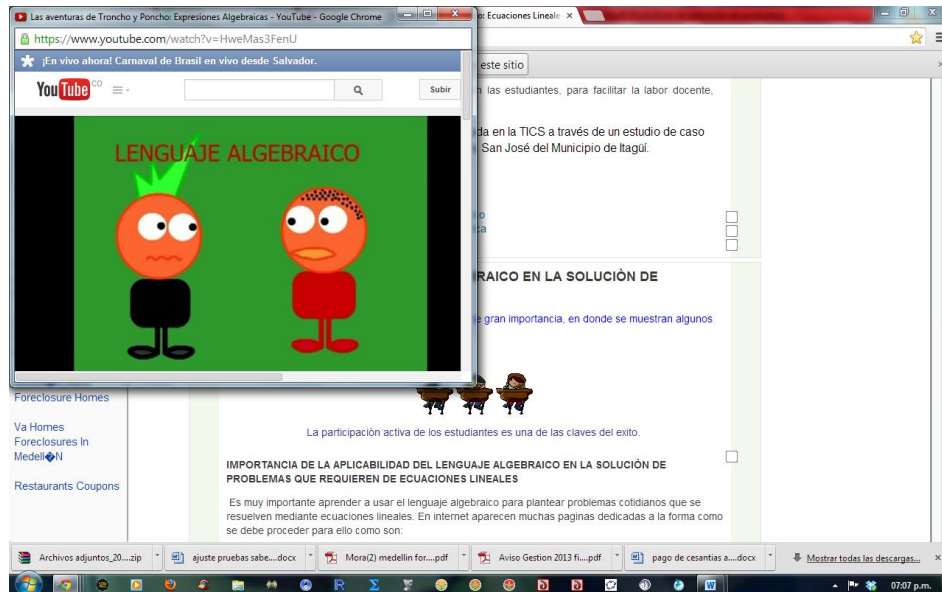 Las aventuras de Troncho y Poncho: Expresiones Algebraicas - YouTube - Google Chrome
o: Ecuaciones Lineale
https://www.youtube.com/watch?v=HweMas3FenU
¡En vivo ahora! Carnaval de Brasil en vivo desde Salvador.
este sitio
YouTube CO
Subir
LENGUAJE ALGEBRAICO
las estudiantes, para facilitar la labor docente,
da en la TICS a través de un estudio de caso
San José del Municipio de Itagüí.
RAICO EN LA SOLUCIÒN DE
gran importancia, en donde se muestran algunos
Foreclosure Homes
Va Homes
Foreclosures In
Medell�N
Restaurants Coupons
La participación activa de los estudiantes es una de las claves del exito.
IMPORTANCIA DE LA APLICABILIDAD DEL LENGUAJE ALGEBRAICO EN LA SOLUCIÒN DE
PROBLEMAS QUE REQUIEREN DE ECUACIONES LINEALES
Es muy importante aprender a usar el lenguaje algebraico para plantear problemas cotidianos que se
resuelven mediante ecuaciones lineales. En internet aparecen muchas paginas dedicadas a la forma como
se debe proceder para ello como son:
Archivos adjuntos_20....zip
ajuste pruebas sabe....docx
Mora(2) medellin for....pdf
Aviso Gestion 2013 fi....pdf
pago de cesantias a....docx
Mostrar todas las descargas...
07:07 p.m.